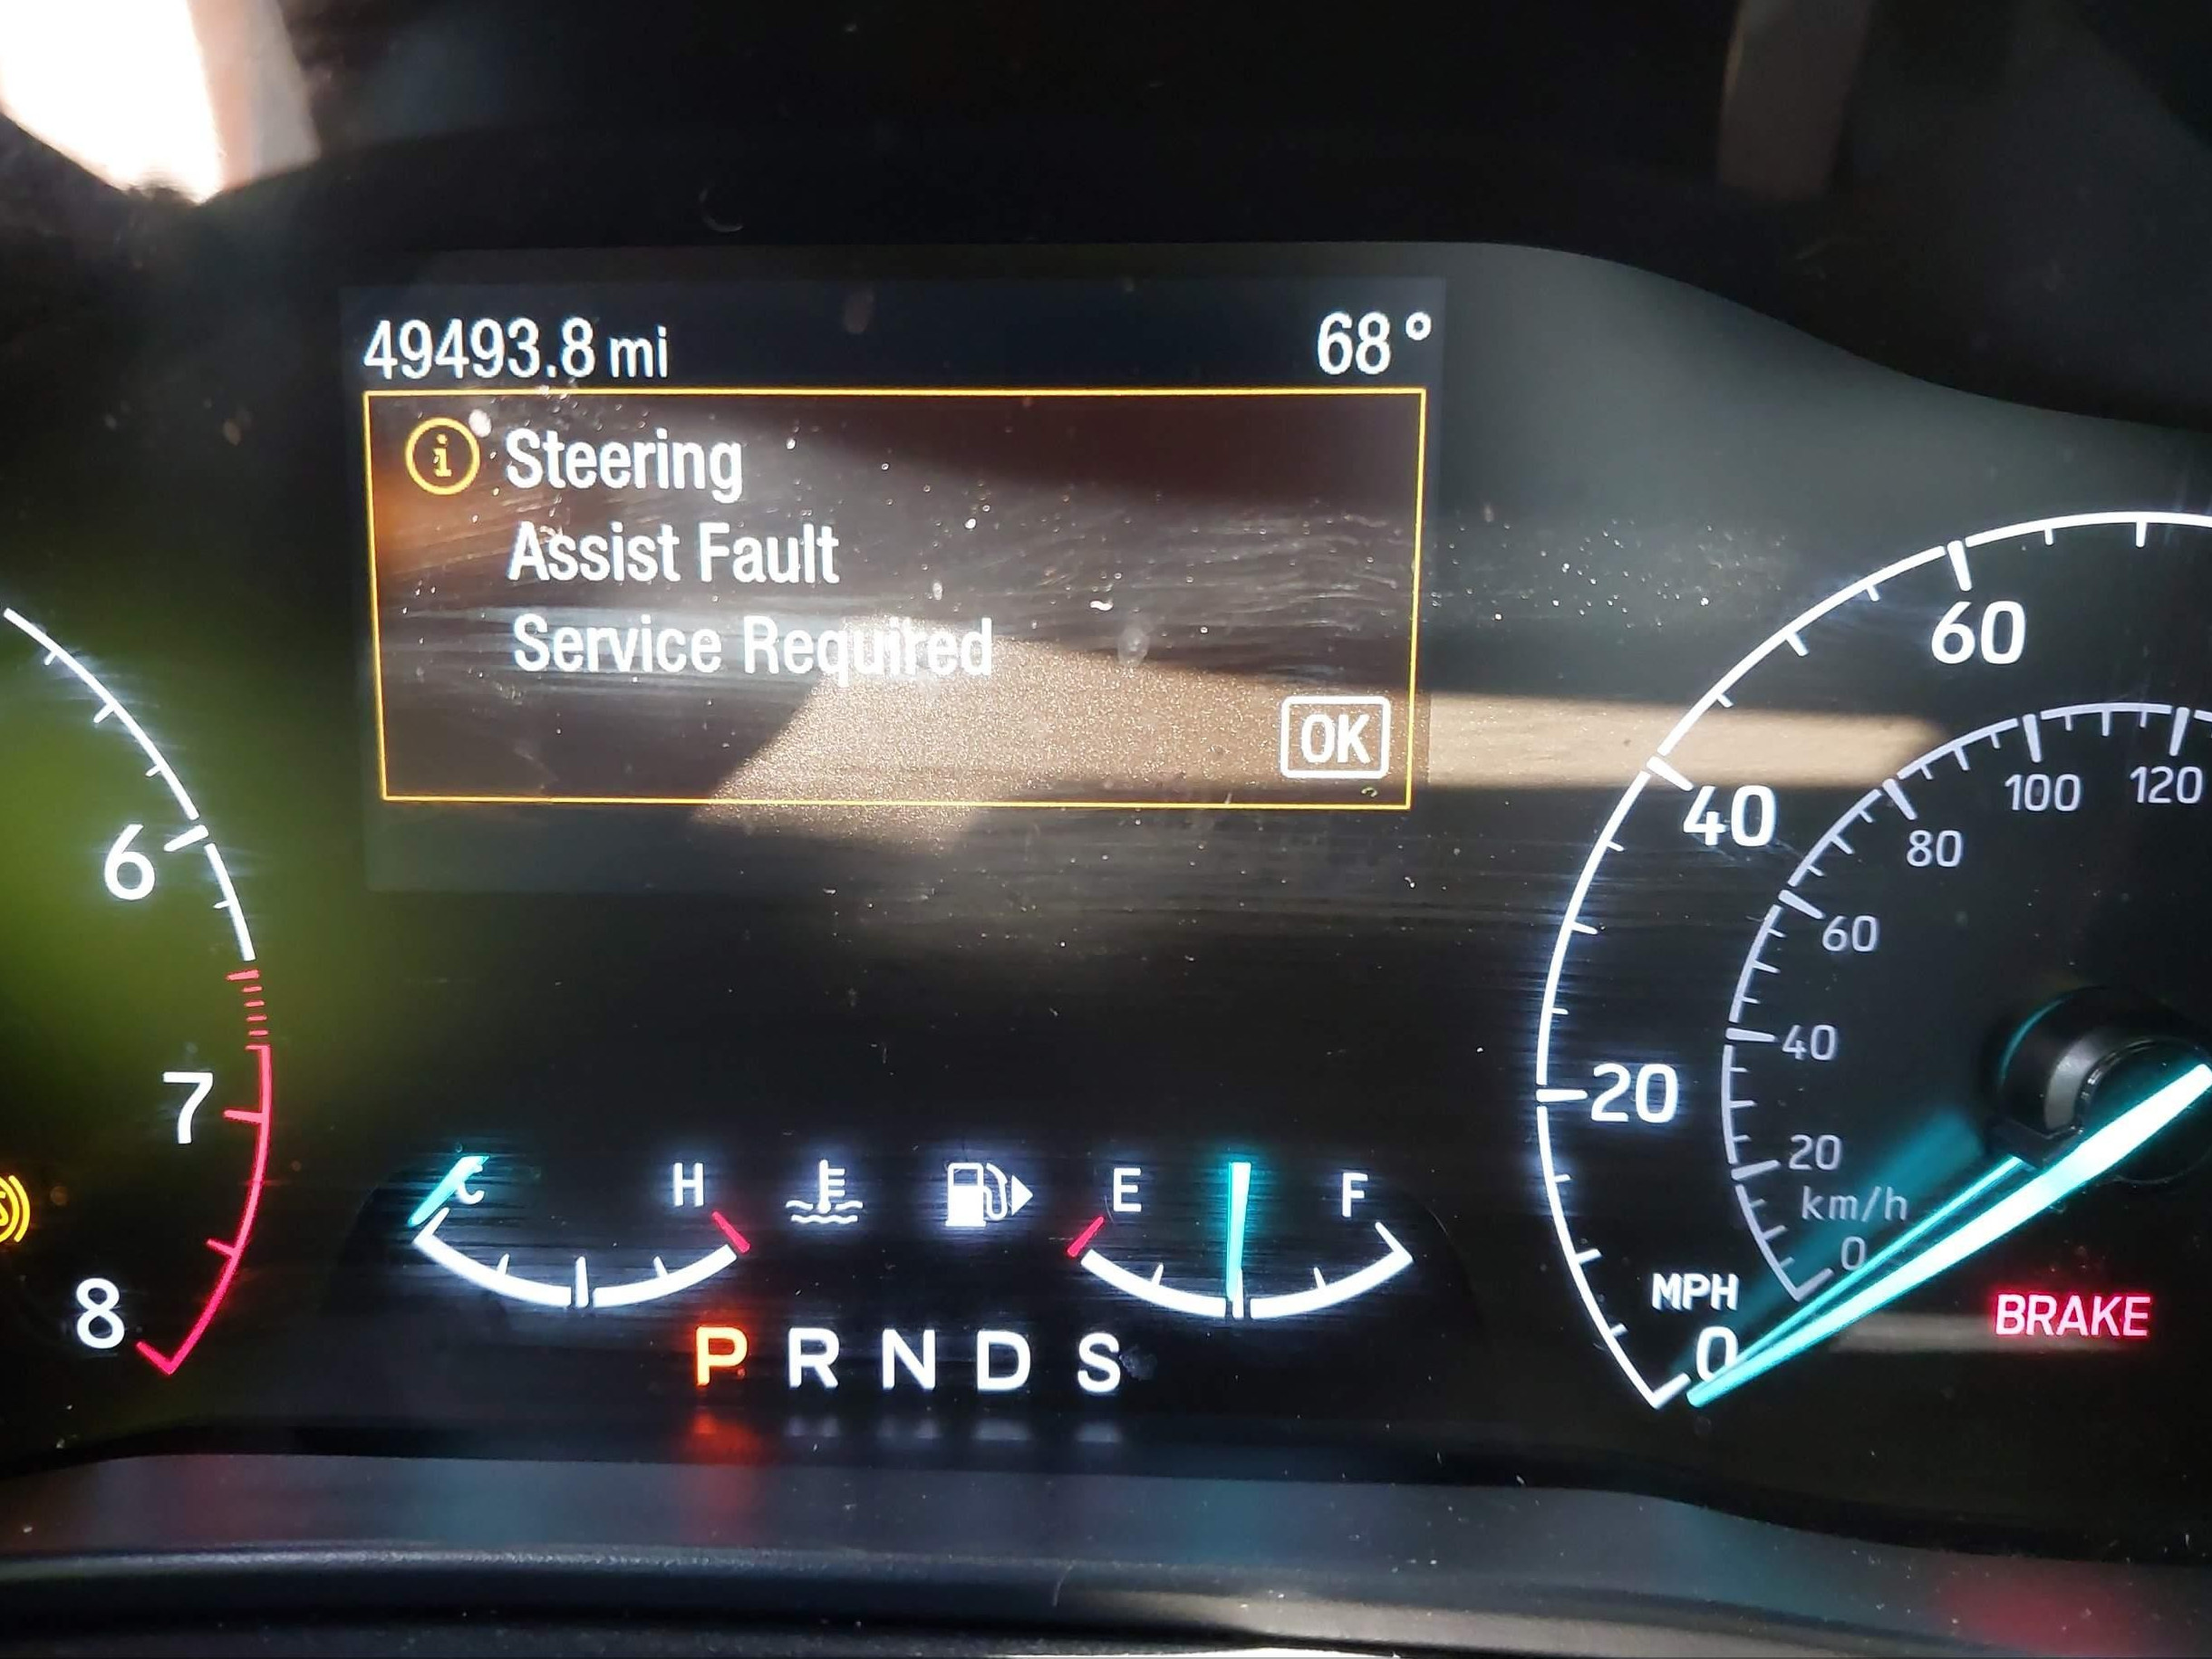 49493.8 mi 68°
i Steering
Assist Fault
Service Required
OK
6
7
8
C H E F
P R N D S
60
40
20
0
MPH
120
100
80
60
40
20
0
km/h
BRAKE